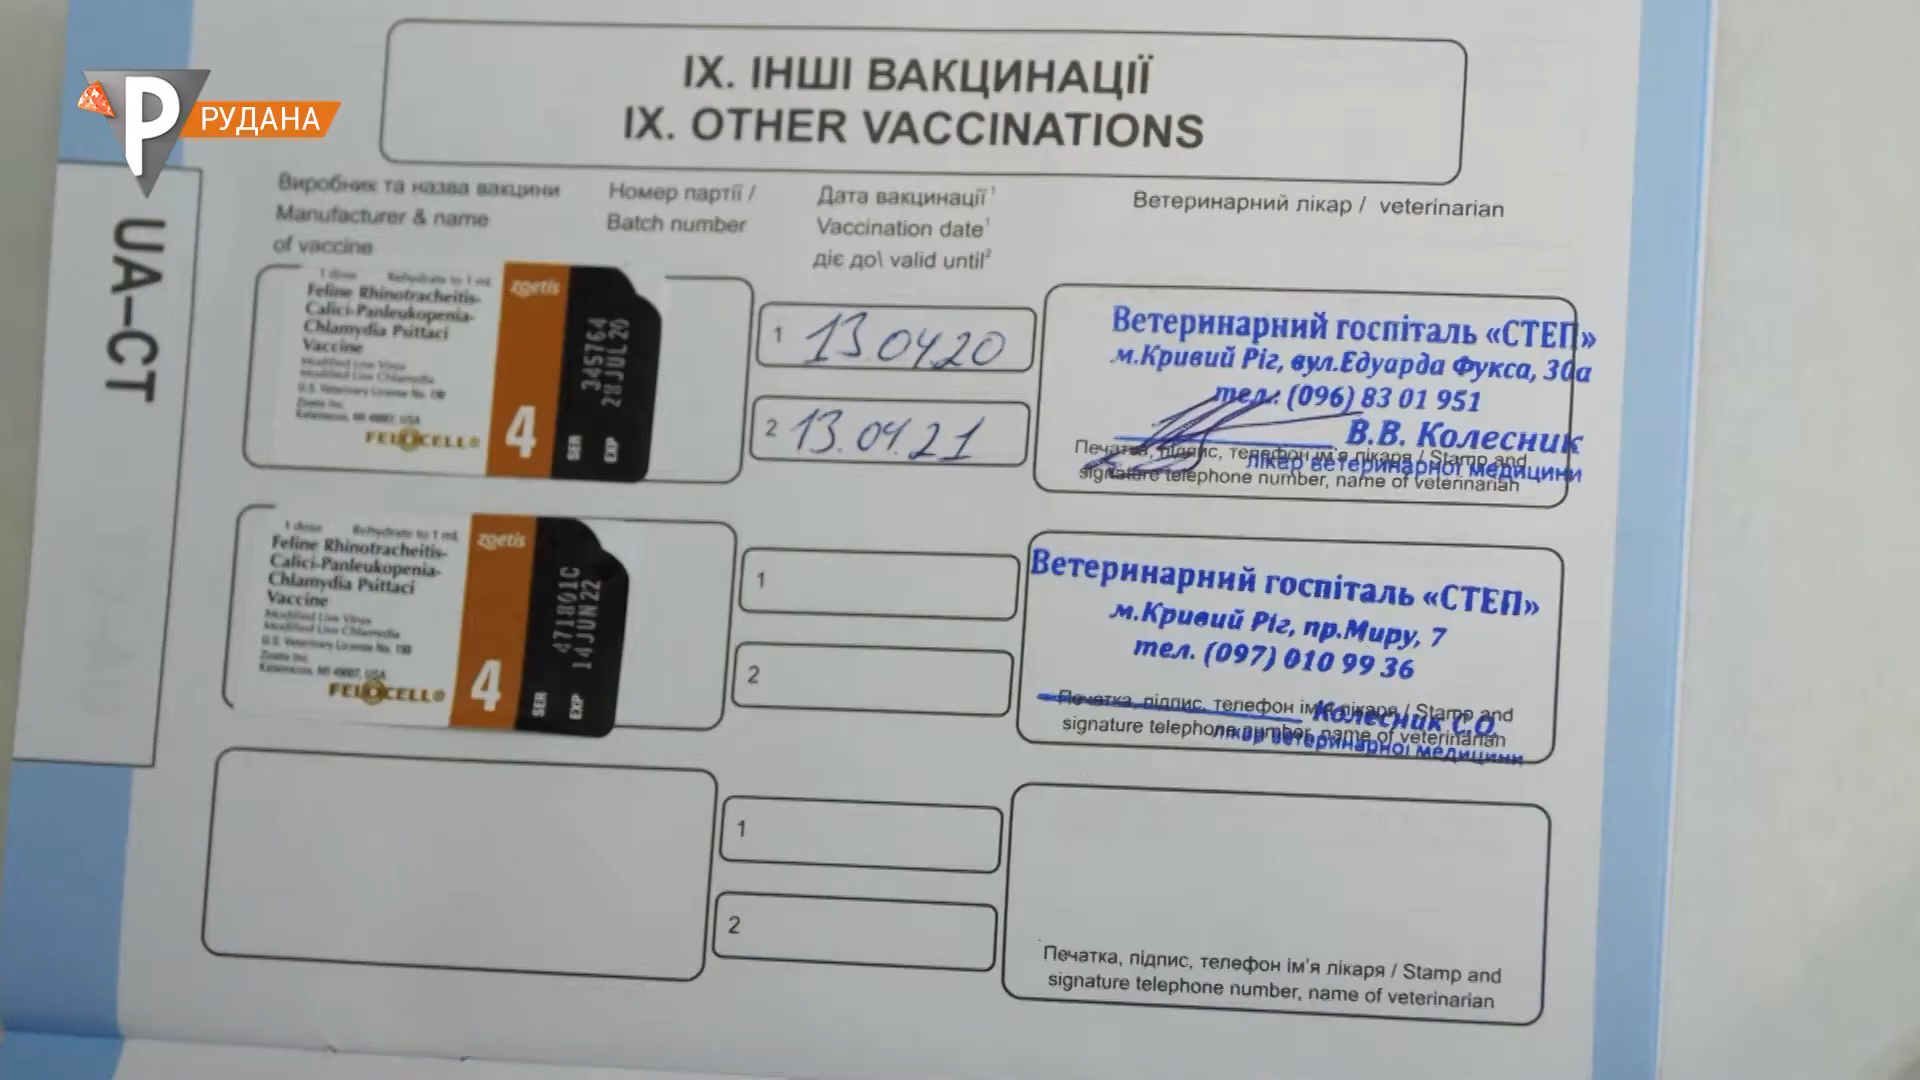 РУДАНА
IX. ІНШІ ВАКЦИНАЦІЇ
IX. OTHER VACCINATIONS
UA-CT
Виробник та назва вакцини
Manufacturer & name
of vaccine
Номер партії /
Batch number
Дата вакцинації¹
Vaccination date¹
діє до\ valid until²
Ветеринарний лікар / veterinarian
1 dose Rehydrate to 1 mL
Feline Rhinotracheitis-
Calici-Panleukopenia-
Chlamydia Psittaci
Vaccine
Modified Live Virus
Modified Live Chlamydia
U.S. Veterinary License No. 190
Zoetis Inc.
Kalamazoo, MI 49007, USA
FELOCELL®
zoetis
4
SER 345764
EXP 28JUL20
1 13.04.20
2 13.04.21
Ветеринарний госпіталь «СТЕП»
м.Кривий Ріг, вул.Едуарда Фукса, 30а
тел.: (096) 83 01 951
В.В. Колесник
лікар ветеринарної медицини
Печатка, підпис, телефон ім'я лікаря / Stamp and
signature telephone number, name of veterinarian
1 dose Rehydrate to 1 mL
Feline Rhinotracheitis-
Calici-Panleukopenia-
Chlamydia Psittaci
Vaccine
Modified Live Virus
Modified Live Chlamydia
U.S. Veterinary License No. 190
Zoetis Inc.
Kalamazoo, MI 49007, USA
FELOCELL®
zoetis
4
SER 471801C
EXP 14JUN22
1
2
Ветеринарний госпіталь «СТЕП»
м.Кривий Ріг, пр.Миру, 7
тел. (097) 010 99 36
Колесник С.О.
лікар ветеринарної медицини
Печатка, підпис, телефон ім'я лікаря / Stamp and
signature telephone number, name of veterinarian
1
2
Печатка, підпис, телефон ім'я лікаря / Stamp and
signature telephone number, name of veterinarian